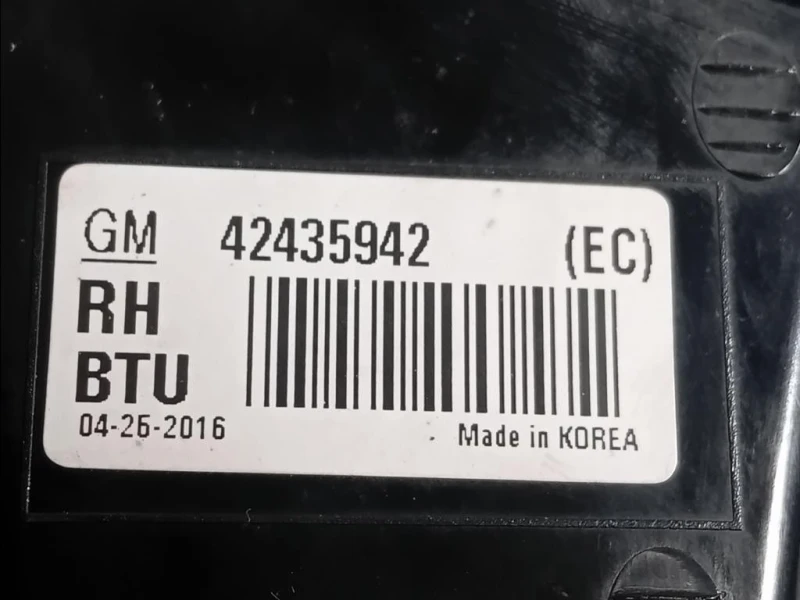 GM 42435942 (EC)
RH
BTU
04-26-2016 Made in KOREA